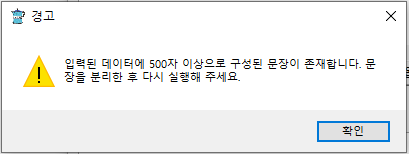 경고
입력된 데이터에 500자 이상으로 구성된 문장이 존재합니다. 문
장을 분리한 후 다시 실행해 주세요.
확인